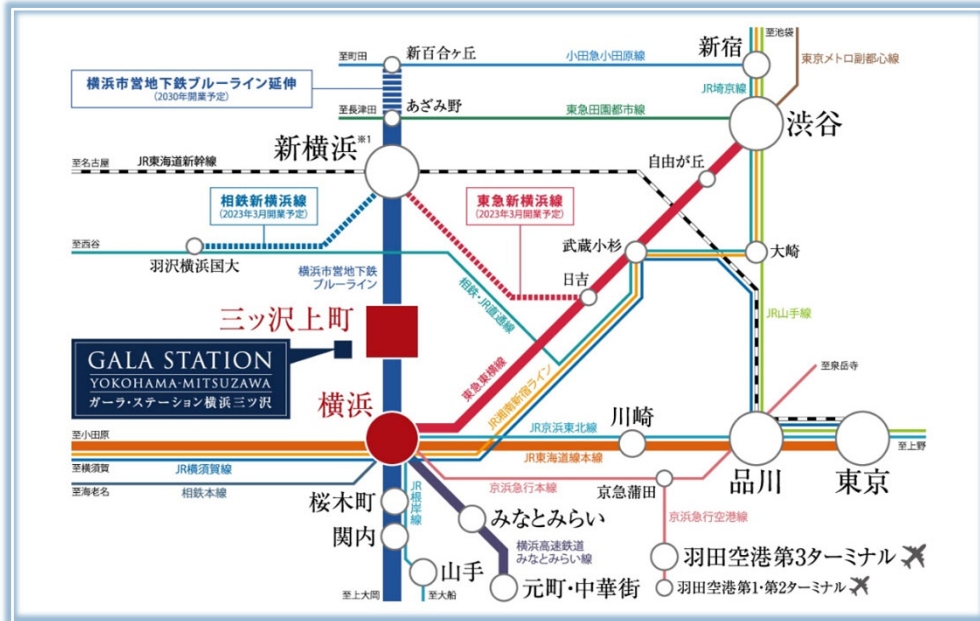 至池袋
新宿
東京メトロ副都心線
至町田
新百合ヶ丘
小田急小田原線
JR埼京線
横浜市営地下鉄ブルーライン延伸
(2030年開業予定)
至長津田
あざみ野
東急田園都市線
渋谷
新横浜※1
自由が丘
至名古屋
JR東海道新幹線
相鉄新横浜線
(2023年3月開業予定)
東急新横浜線
(2023年3月開業予定)
至西谷
羽沢横浜国大
武蔵小杉
大崎
横浜市営地下鉄
ブルーライン
日吉
相鉄・JR直通線
三ッ沢上町
JR山手線
GALA STATION
YOKOHAMA-MITSUZAWA
ガーラ・ステーション横浜三ツ沢
東急東横線
JR湘南新宿ライン
至泉岳寺
横浜
川崎
至小田原
JR京浜東北線
至上野
至横須賀
JR横須賀線
JR東海道線本線
至海老名
相鉄本線
京浜急行本線
京急蒲田
品川
東京
桜木町
JR根岸線
みなとみらい
京浜急行空港線
関内
横浜高速鉄道
みなとみらい線
羽田空港第3ターミナル
山手
元町・中華街
羽田空港第1・第2ターミナル
至上大岡
至大船